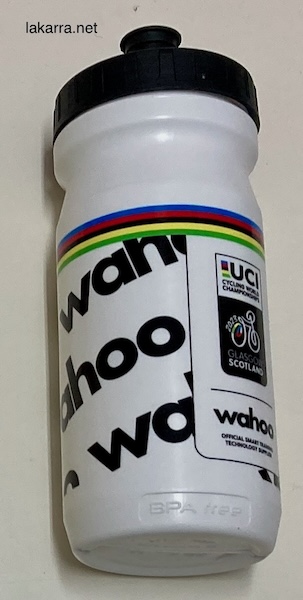 lakarra.net
wahoo
UCI
CYCLING WORLD
CHAMPIONSHIPS
2023
GLASGOW
SCOTLAND
wahoo
wahoo
OFFICIAL SMART TRAINING
TECHNOLOGY SUPPLIER
wahoo
BPA free